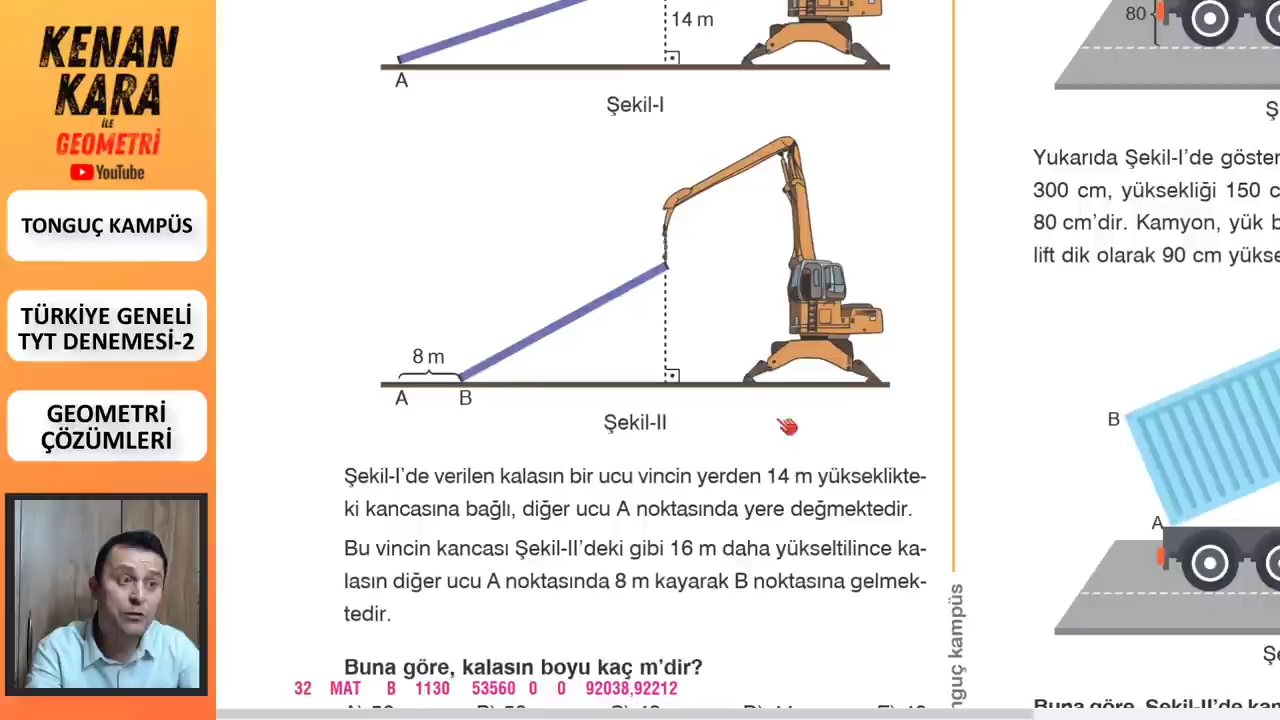 KENAN
KARA
İLE
GEOMETRİ
YouTube
TONGUÇ KAMPÜS
TÜRKİYE GENELİ
TYT DENEMESİ-2
GEOMETRİ
ÇÖZÜMLERİ
14 m
A
Şekil-I
8 m
A B
Şekil-II
Şekil-I’de verilen kalasın bir ucu vincin yerden 14 m yükseklikte-
ki kancasına bağlı, diğer ucu A noktasında yere değmektedir.
Bu vincin kancası Şekil-II’deki gibi 16 m daha yükseltilince ka-
lasın diğer ucu A noktasında 8 m kayarak B noktasına gelmek-
tedir.
Buna göre, kalasın boyu kaç m’dir?
32 MAT B 1130 53560 0 0 92038,92212
nguç kampüs
80
Yukarıda Şekil-I’de göster
300 cm, yüksekliği 150 c
80 cm’dir. Kamyon, yük b
lift dik olarak 90 cm yükse
B
A